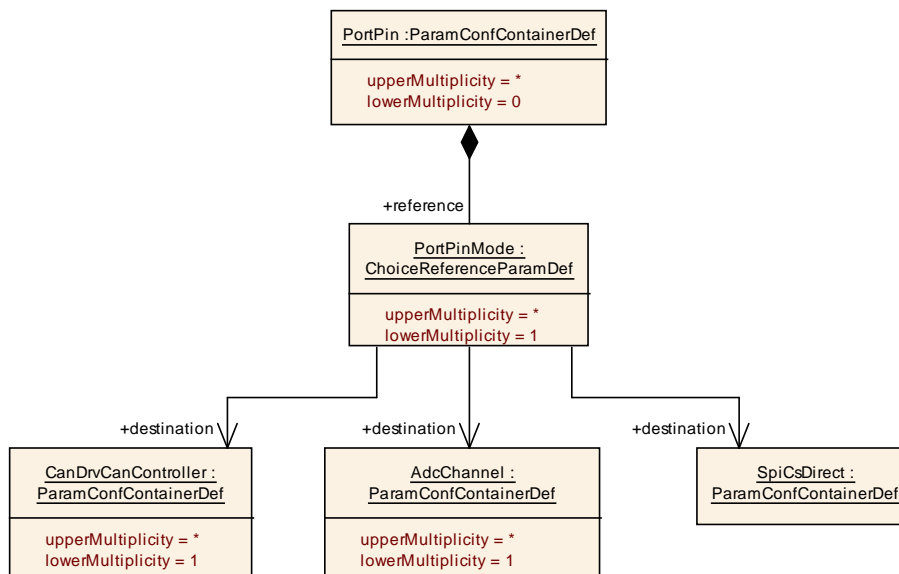 PortPin :ParamConfContainerDef
upperMultiplicity = *
lowerMultiplicity = 0
+reference
PortPinMode :
ChoiceReferenceParamDef
upperMultiplicity = *
lowerMultiplicity = 1
+destination
+destination
+destination
CanDrvCanController :
ParamConfContainerDef
upperMultiplicity = *
lowerMultiplicity = 1
AdcChannel :
ParamConfContainerDef
upperMultiplicity = *
lowerMultiplicity = 1
SpiCsDirect :
ParamConfContainerDef